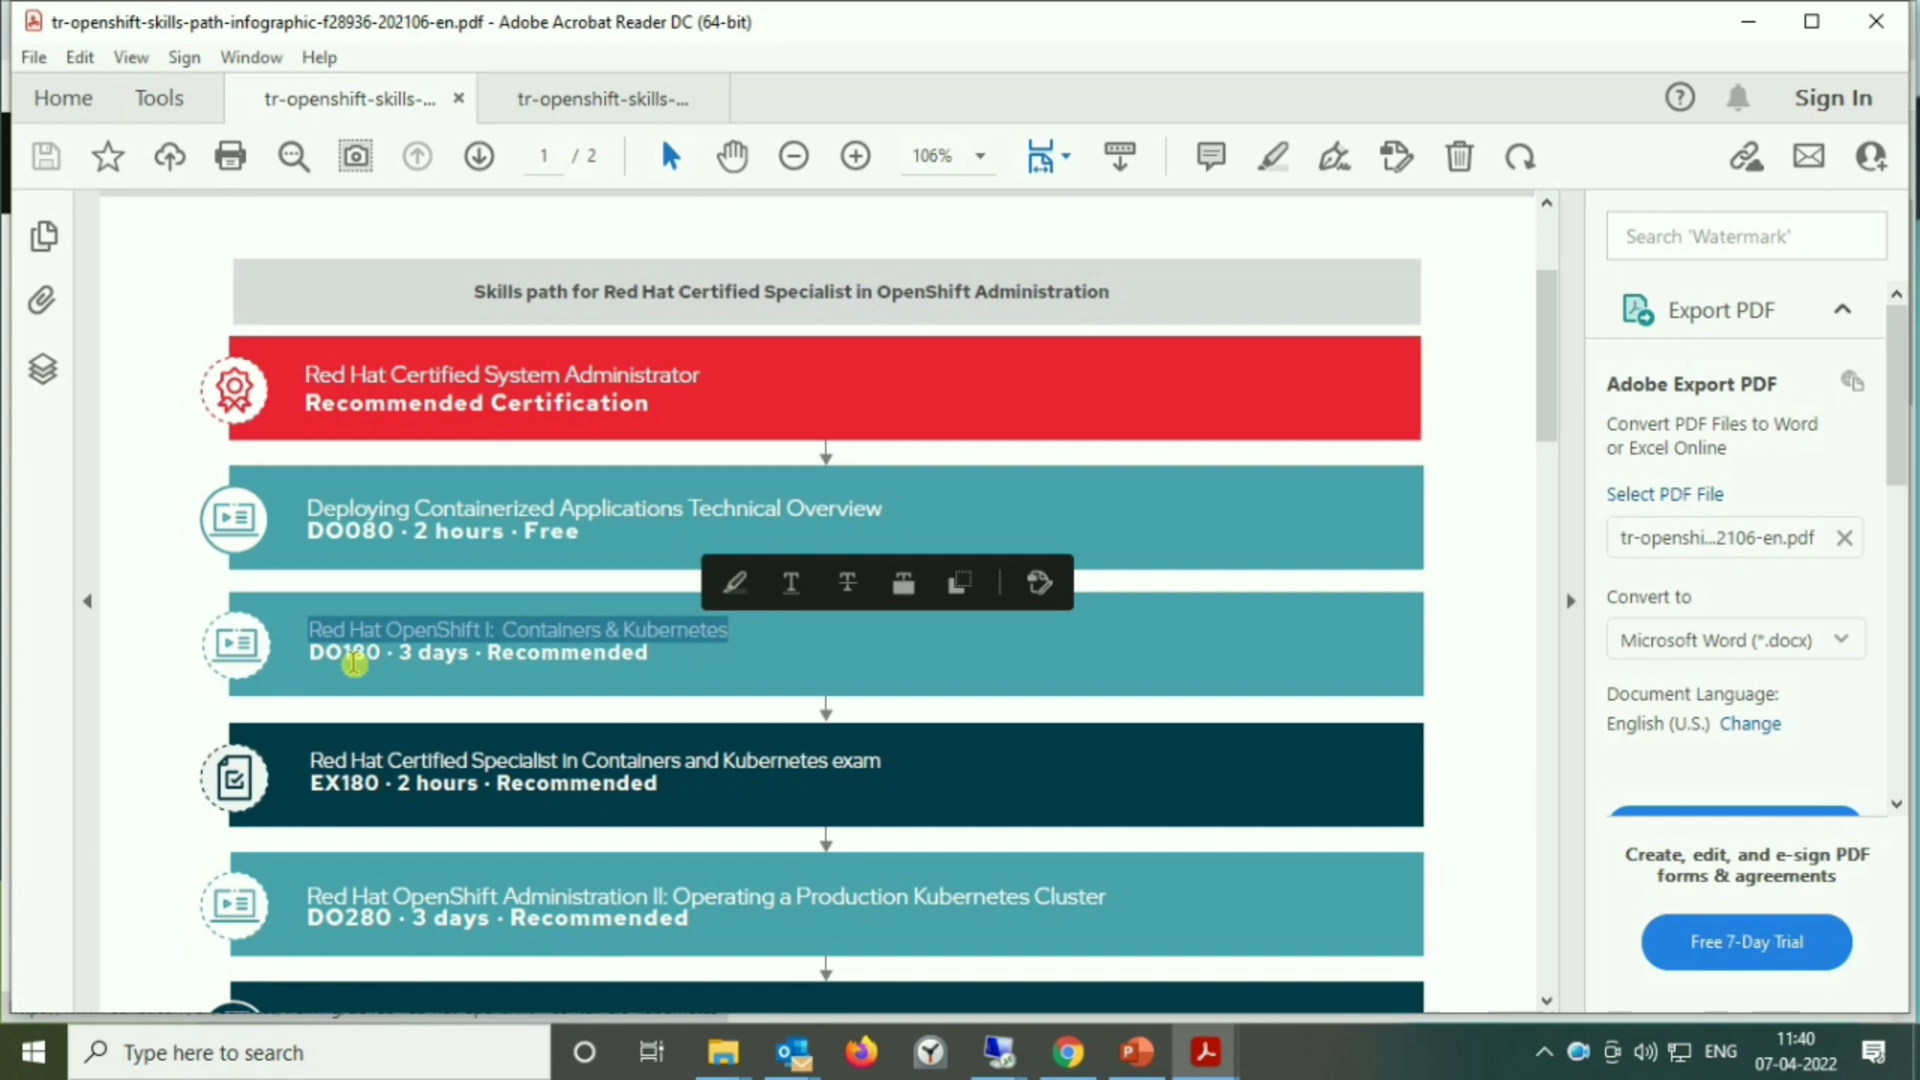 tr-openshift-skills-path-infographic-f28936-202106-en.pdf - Adobe Acrobat Reader DC (64-bit)
File Edit View Sign Window Help
Home Tools tr-openshift-skills-... × tr-openshift-skills-... Sign In
1 / 2 106%
Search 'Watermark'
Skills path for Red Hat Certified Specialist in OpenShift Administration
Export PDF
Red Hat Certified System Administrator
Recommended Certification
Adobe Export PDF
Convert PDF Files to Word
or Excel Online
Select PDF File
Deploying Containerized Applications Technical Overview
DO080 · 2 hours · Free
tr-openshi...2106-en.pdf
Convert to
Red Hat OpenShift I: Containers & Kubernetes
DO180 · 3 days · Recommended
Microsoft Word (*.docx)
Document Language:
English (U.S.) Change
Red Hat Certified Specialist in Containers and Kubernetes exam
EX180 · 2 hours · Recommended
Create, edit, and e-sign PDF
forms & agreements
Red Hat OpenShift Administration II: Operating a Production Kubernetes Cluster
DO280 · 3 days · Recommended
Free 7-Day Trial
Type here to search
ENG
11:40
07-04-2022